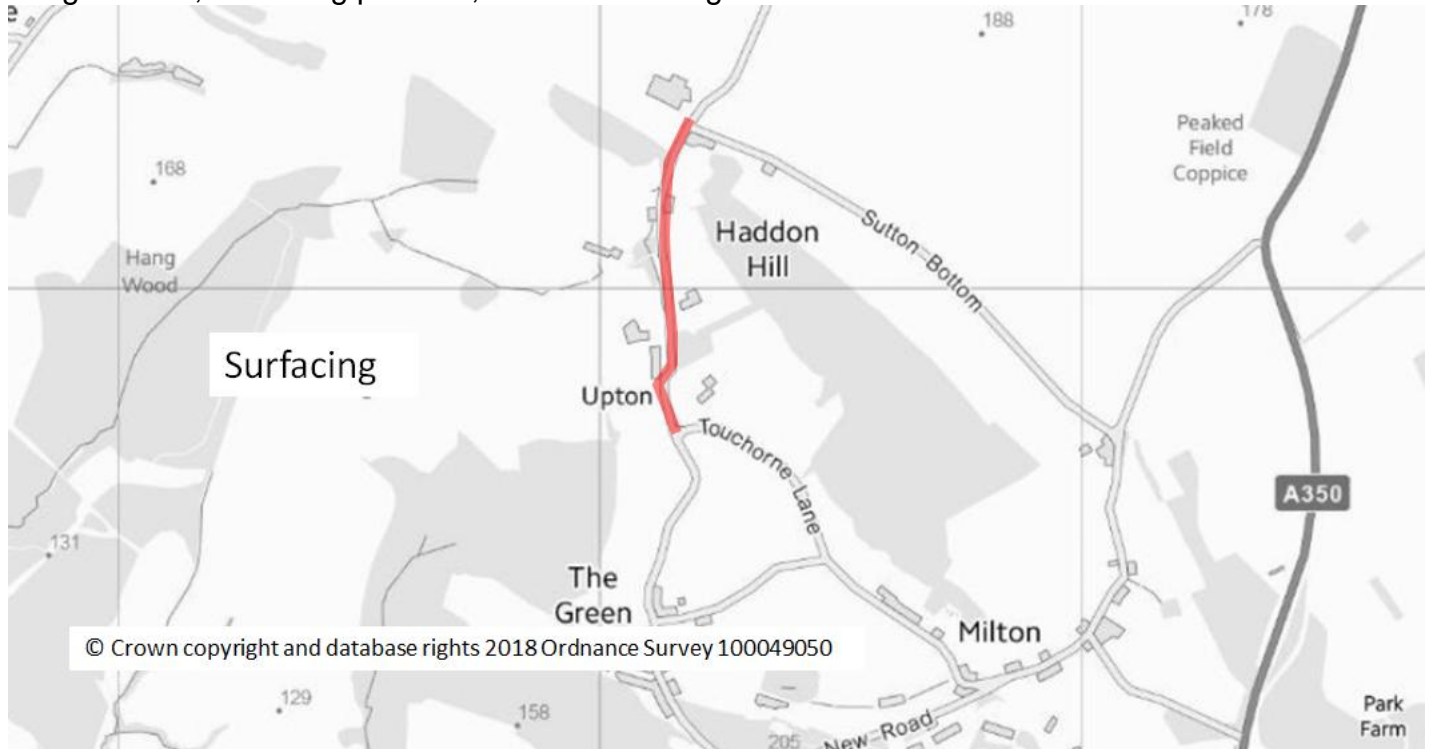 188
178
Peaked
Field
Coppice
168
Haddon
Hill
Sutton Bottom
Hang
Wood
Surfacing
Upton
Touchorne Lane
A350
131
The
Green
Milton
© Crown copyright and database rights 2018 Ordnance Survey 100049050
129
158
205
New Road
Park
Farm